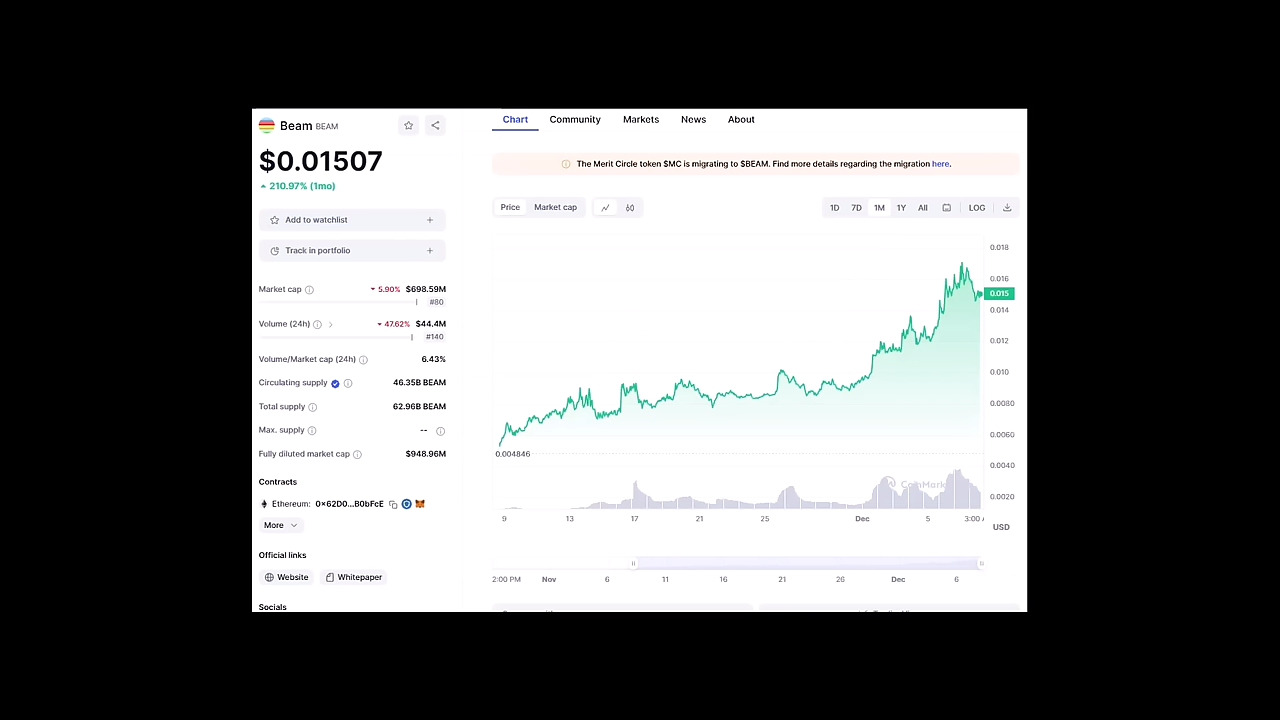 Beam BEAM
$0.01507
210.97% (1mo)
Add to watchlist
Track in portfolio
Market cap 5.90% $698.59M
#80
Volume (24h) 47.62% $44.4M
#140
Volume/Market cap (24h) 6.43%
Circulating supply 46.35B BEAM
Total supply 62.96B BEAM
Max. supply --
Fully diluted market cap $948.96M
Contracts
Ethereum: 0x62D0...B0bFcE
More
Official links
Website Whitepaper
Socials
Chart Community Markets News About
The Merit Circle token $MC is migrating to $BEAM. Find more details regarding the migration here.
Price Market cap 1D 7D 1M 1Y All LOG
0.018
0.016
0.015
0.014
0.012
0.010
0.0080
0.0060
0.004846
0.0040
0.0020
CoinMark
9 13 17 21 25 Dec 5 3:00
USD
2:00 PM Nov 6 11 16 21 26 Dec 6